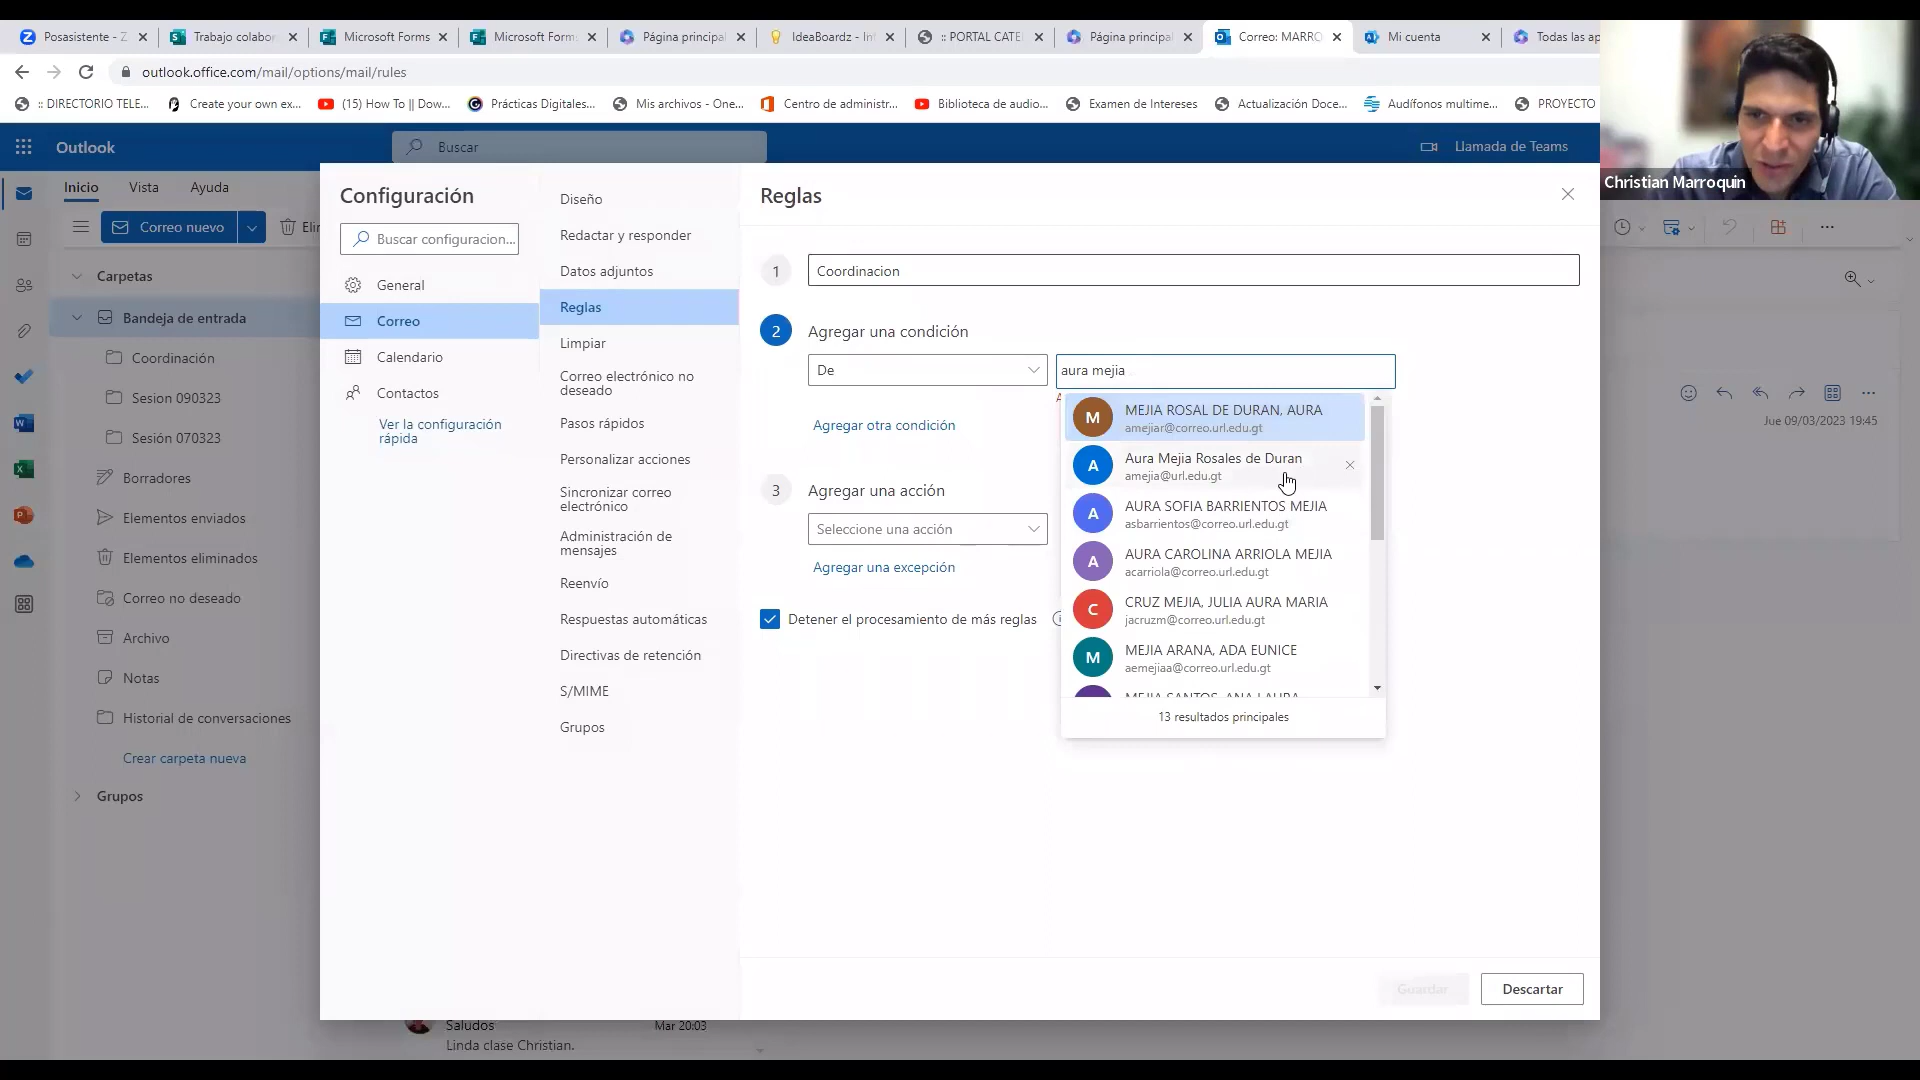 Posasistente - Z
Trabajo colabor
Microsoft Forms
Microsoft Forms
Página principal
IdeaBoardz - Int
:: PORTAL CATE
Página principal
Correo: MARRO
Mi cuenta
Todas las ap
outlook.office.com/mail/options/mail/rules
:: DIRECTORIO TELE...
Create your own ex...
(15) How To || Dow...
Prácticas Digitales...
Mis archivos - One...
Centro de administr...
Biblioteca de audio...
Examen de Intereses
Actualización Doce...
Audífonos multime...
PROYECTO
Christian Marroquin
Outlook
Buscar
Llamada de Teams
Inicio
Vista
Ayuda
Correo nuevo
Carpetas
Bandeja de entrada
Coordinación
Sesion 090323
Sesión 070323
Borradores
Elementos enviados
Elementos eliminados
Correo no deseado
Archivo
Notas
Historial de conversaciones
Crear carpeta nueva
Grupos
Configuración
Buscar configuracion...
General
Correo
Calendario
Contactos
Ver la configuración
rápida
Diseño
Redactar y responder
Datos adjuntos
Reglas
Limpiar
Correo electrónico no
deseado
Pasos rápidos
Personalizar acciones
Sincronizar correo
electrónico
Administración de
mensajes
Reenvío
Respuestas automáticas
Directivas de retención
S/MIME
Grupos
Reglas
1
Coordinacion
2
Agregar una condición
De
aura mejia
Agregar otra condición
M
MEJIA ROSAL DE DURAN, AURA
amejiar@correo.url.edu.gt
A
Aura Mejia Rosales de Duran
amejia@url.edu.gt
A
AURA SOFIA BARRIENTOS MEJIA
asbarrientos@correo.url.edu.gt
A
AURA CAROLINA ARRIOLA MEJIA
acarriola@correo.url.edu.gt
C
CRUZ MEJIA, JULIA AURA MARIA
jacruzm@correo.url.edu.gt
M
MEJIA ARANA, ADA EUNICE
aemejiaa@correo.url.edu.gt
MEJIA SANTOS, ANA LAURA
13 resultados principales
3
Agregar una acción
Seleccione una acción
Agregar una excepción
Detener el procesamiento de más reglas
Guardar
Descartar
Jue 09/03/2023 19:45
Saludos
Mar 20:03
Linda clase Christian.